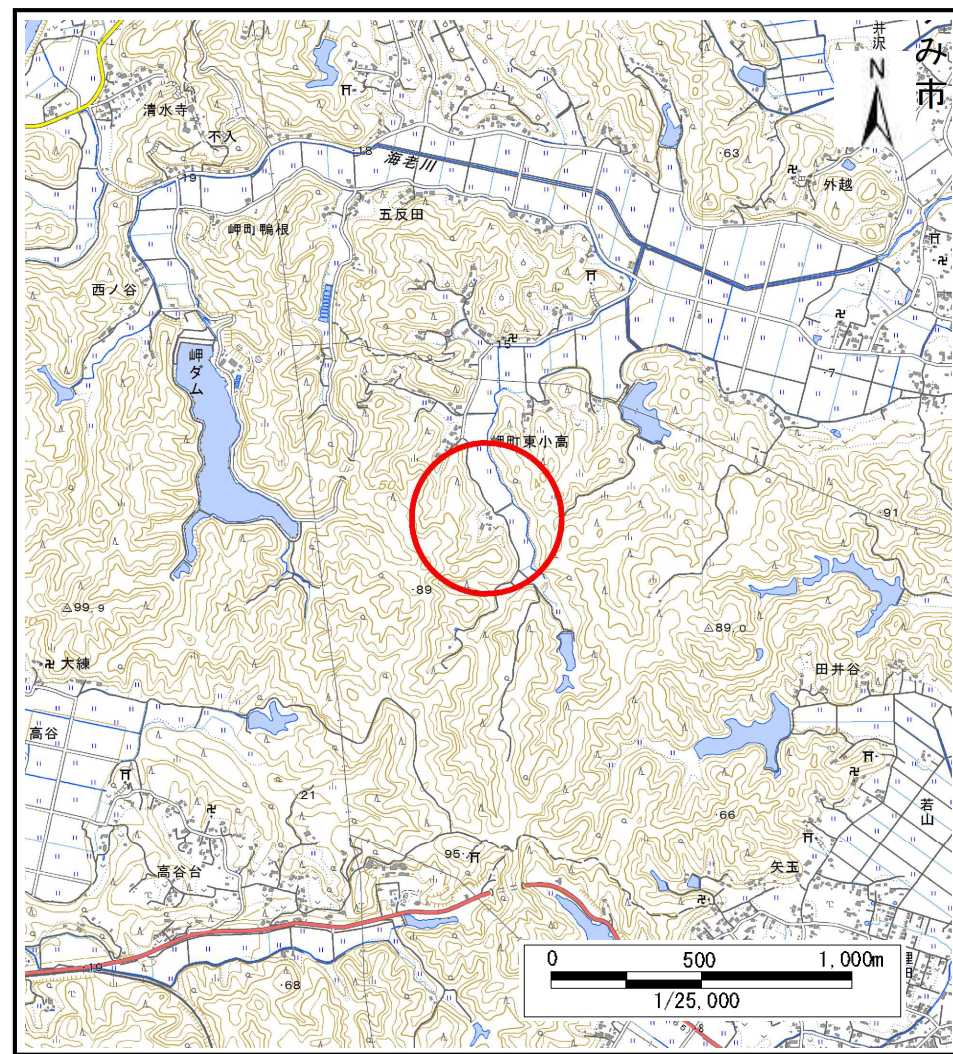 井沢
み市
N
清水寺
不入
18
海老川
63
外越
19
岬町鴨根
五反田
西ノ谷
岬ダム
15
7
岬町東小高
50
91
89
99.9
89.0
大練
田井谷
高谷
21
66
若山
95
矢玉
高谷台
19
68
0 500 1,000m
1/25,000